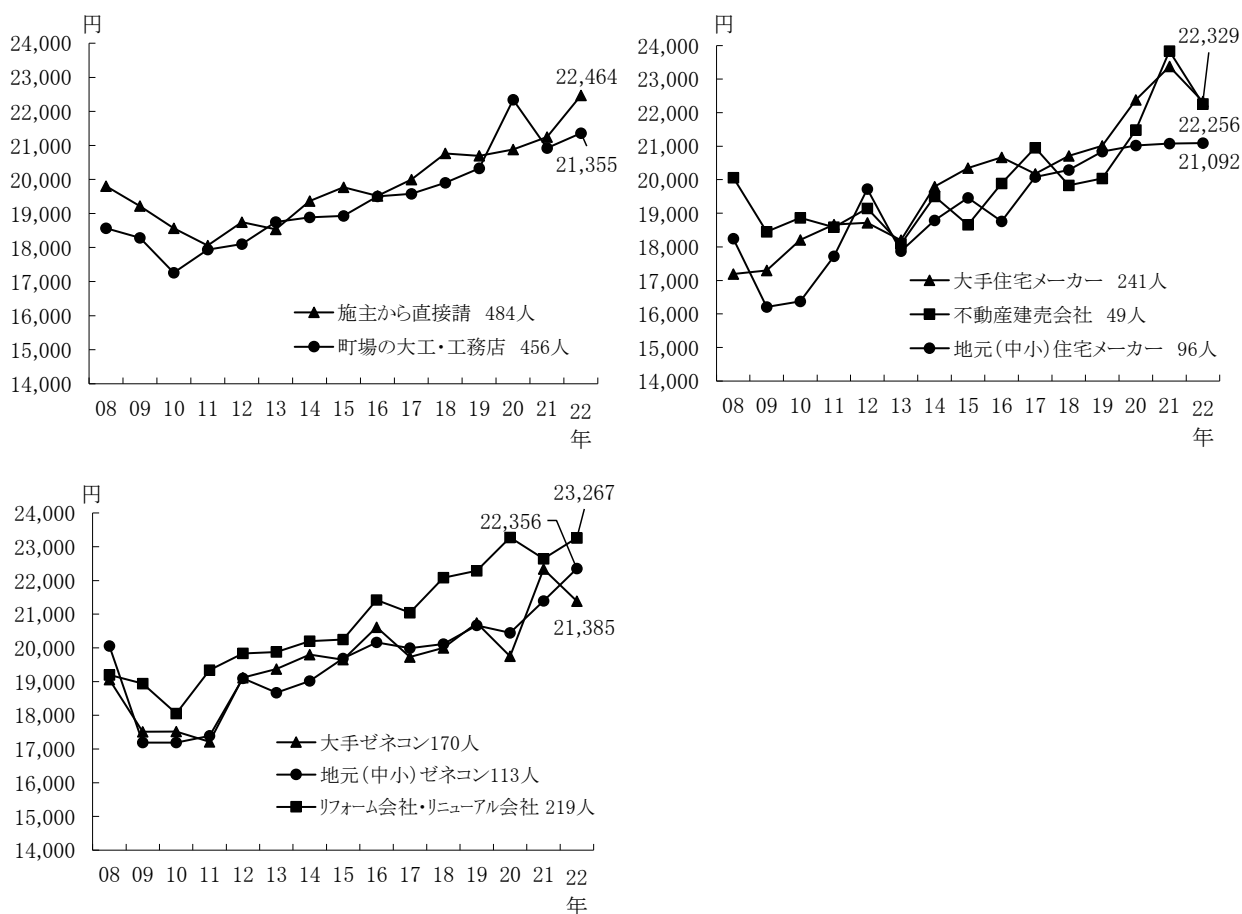 円
24,000
23,000
22,000
21,000
20,000
19,000
18,000
17,000
16,000
15,000
14,000
22,464
21,355
施主から直接請 484人
町場の大工・工務店 456人
08 09 10 11 12 13 14 15 16 17 18 19 20 21 22
年
円
24,000
23,000
22,000
21,000
20,000
19,000
18,000
17,000
16,000
15,000
14,000
22,329
22,256
21,092
大手住宅メーカー 241人
不動産建売会社 49人
地元(中小)住宅メーカー 96人
08 09 10 11 12 13 14 15 16 17 18 19 20 21 22
年
円
24,000
23,000
22,000
21,000
20,000
19,000
18,000
17,000
16,000
15,000
14,000
23,267
22,356
21,385
大手ゼネコン170人
地元(中小)ゼネコン113人
リフォーム会社・リニューアル会社 219人
08 09 10 11 12 13 14 15 16 17 18 19 20 21 22
年